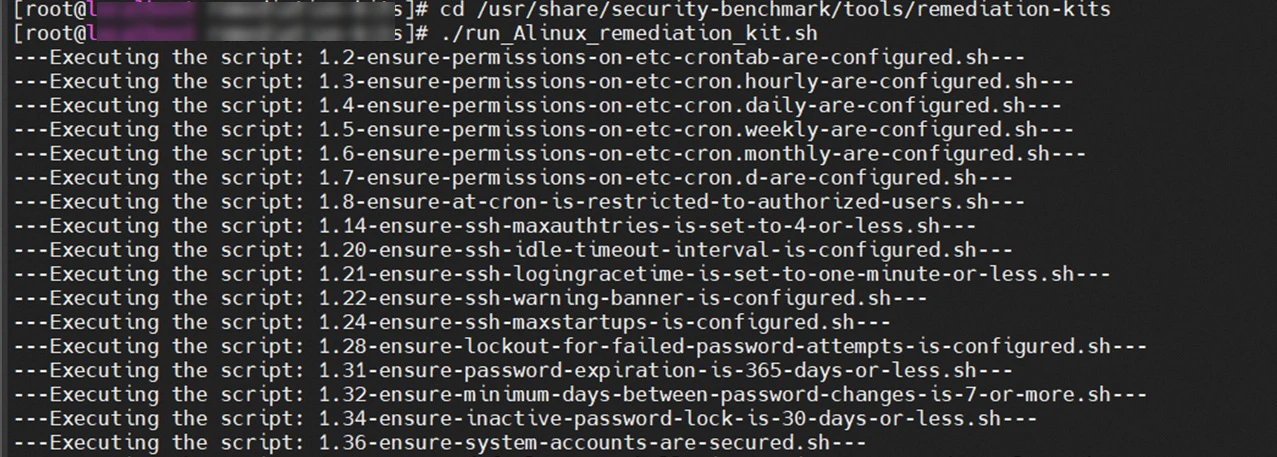 [root@l s]# cd /usr/share/security-benchmark/tools/remediation-kits
[root@l s]# ./run_Alinux_remediation_kit.sh
---Executing the script: 1.2-ensure-permissions-on-etc-crontab-are-configured.sh---
---Executing the script: 1.3-ensure-permissions-on-etc-cron.hourly-are-configured.sh---
---Executing the script: 1.4-ensure-permissions-on-etc-cron.daily-are-configured.sh---
---Executing the script: 1.5-ensure-permissions-on-etc-cron.weekly-are-configured.sh---
---Executing the script: 1.6-ensure-permissions-on-etc-cron.monthly-are-configured.sh---
---Executing the script: 1.7-ensure-permissions-on-etc-cron.d-are-configured.sh---
---Executing the script: 1.8-ensure-at-cron-is-restricted-to-authorized-users.sh---
---Executing the script: 1.14-ensure-ssh-maxauthtries-is-set-to-4-or-less.sh---
---Executing the script: 1.20-ensure-ssh-idle-timeout-interval-is-configured.sh---
---Executing the script: 1.21-ensure-ssh-logingracetime-is-set-to-one-minute-or-less.sh---
---Executing the script: 1.22-ensure-ssh-warning-banner-is-configured.sh---
---Executing the script: 1.24-ensure-ssh-maxstartups-is-configured.sh---
---Executing the script: 1.28-ensure-lockout-for-failed-password-attempts-is-configured.sh---
---Executing the script: 1.31-ensure-password-expiration-is-365-days-or-less.sh---
---Executing the script: 1.32-ensure-minimum-days-between-password-changes-is-7-or-more.sh---
---Executing the script: 1.34-ensure-inactive-password-lock-is-30-days-or-less.sh---
---Executing the script: 1.36-ensure-system-accounts-are-secured.sh---